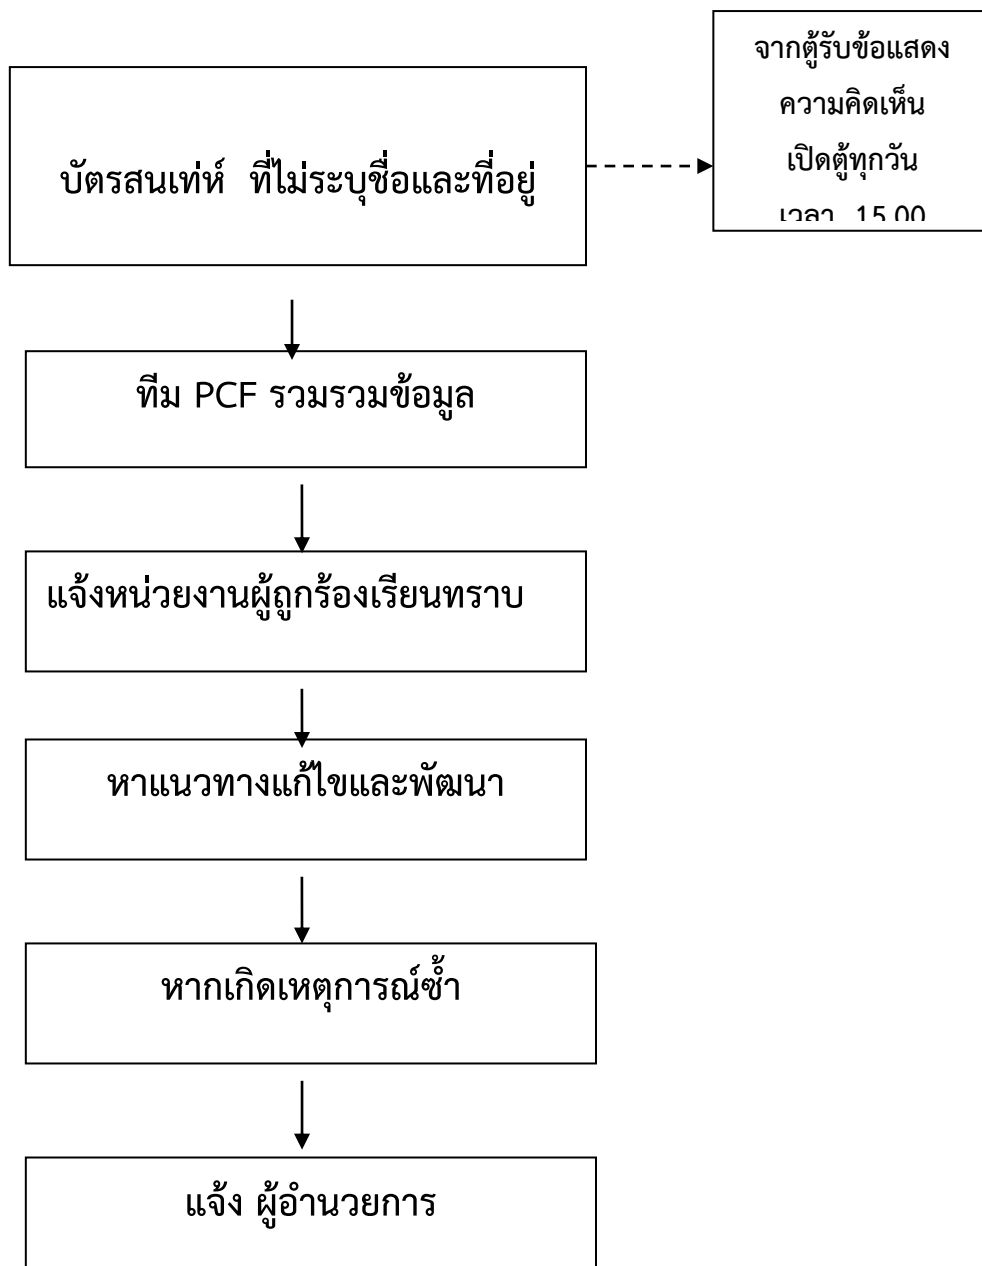 จากตู้รับข้อแสดง
ความคิดเห็น
เปิดตู้ทุกวัน
เวลา 15.00
บัตรสนเท่ห์ ที่ไม่ระบุชื่อและที่อยู่
ทีม PCF รวมรวมข้อมูล
แจ้งหน่วยงานผู้ถูกร้องเรียนทราบ
หาแนวทางแก้ไขและพัฒนา
หากเกิดเหตุการณ์ซ้ำ
แจ้ง ผู้อำนวยการ